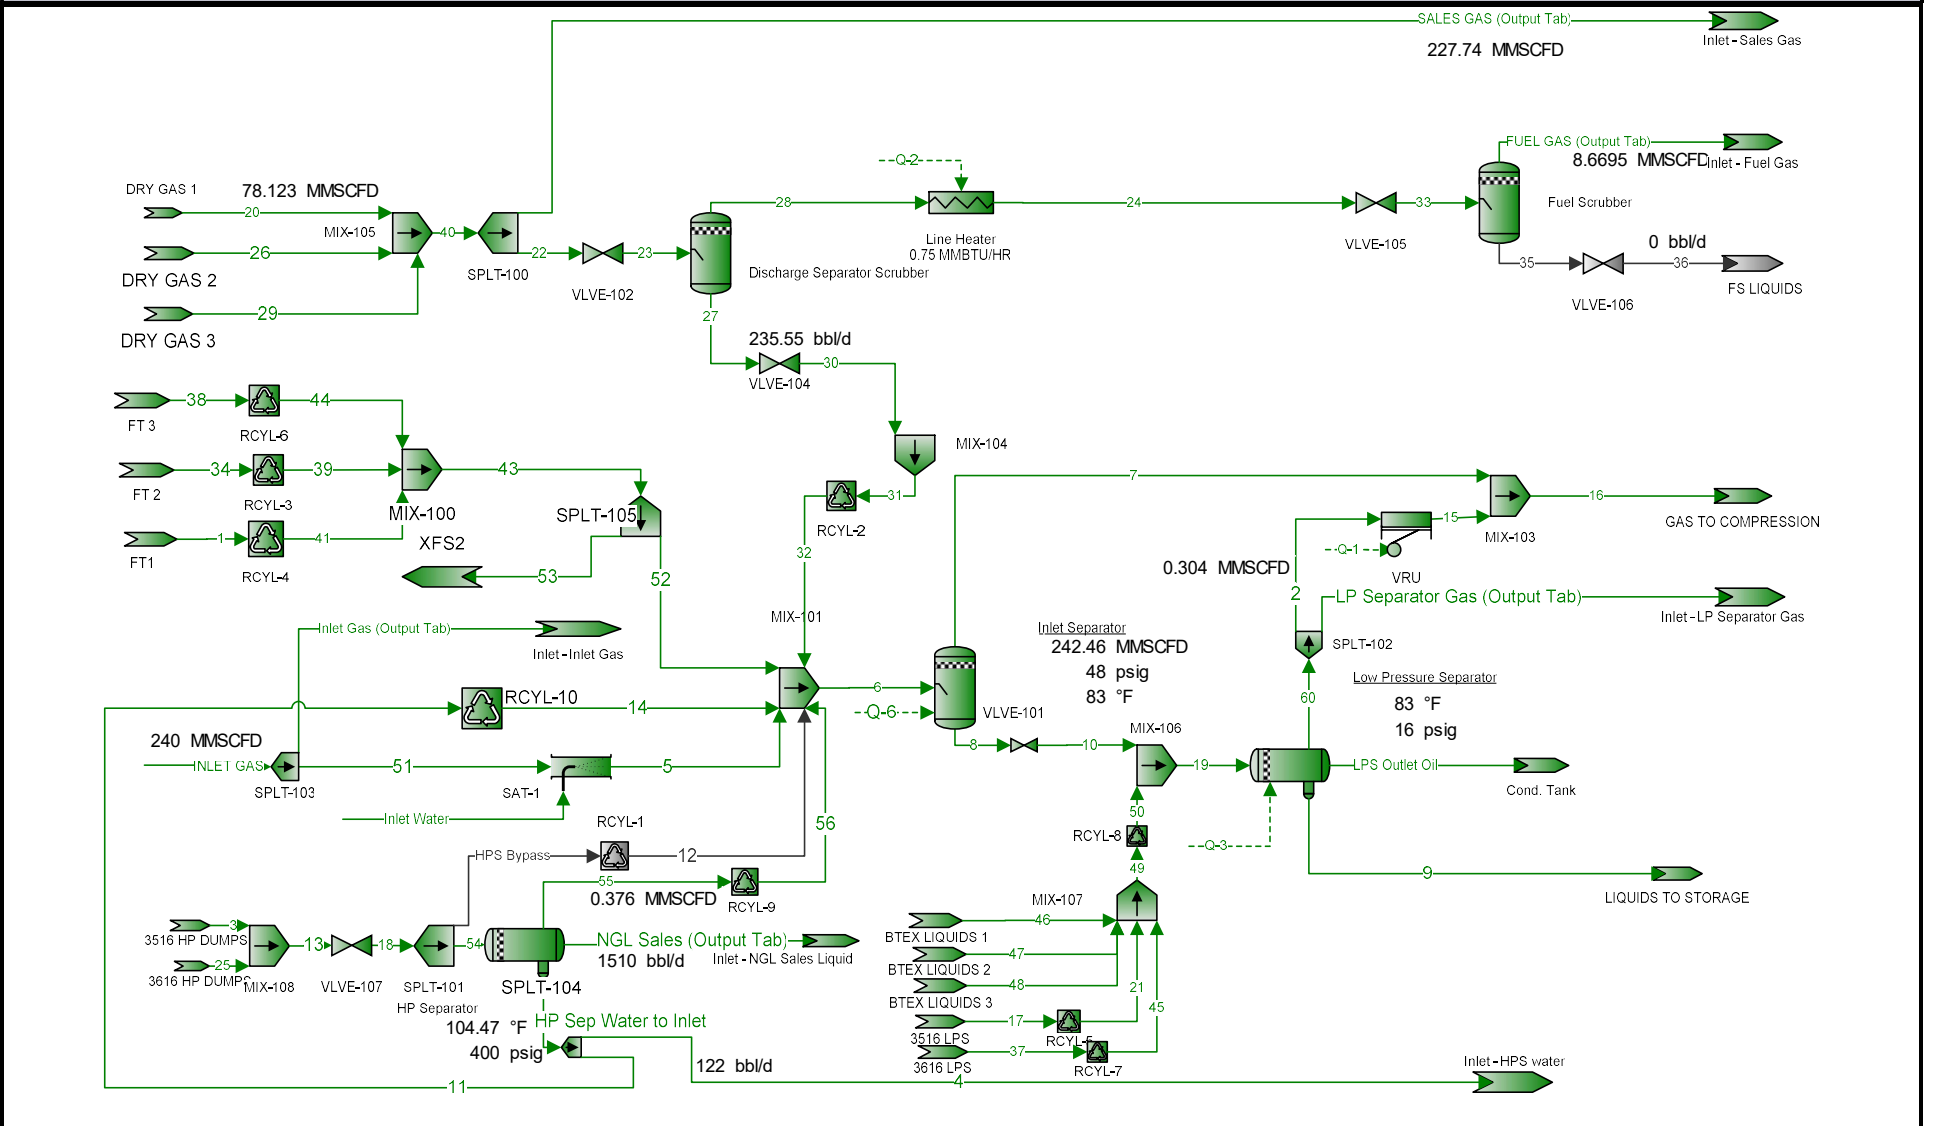 SALES GAS (Output Tab)
Inlet - Sales Gas
227.74 MMSCFD
FUEL GAS (Output Tab)
8.6695 MMSCFD
Inlet - Fuel Gas
Q-2
DRY GAS 1
78.123 MMSCFD
20
28
24
33
Fuel Scrubber
MIX-105
40
Line Heater
0.75 MMBTU/HR
VLVE-105
0 bbl/d
26
SPLT-100
22
23
35
36
DRY GAS 2
Discharge Separator Scrubber
VLVE-102
FS LIQUIDS
VLVE-106
29
27
DRY GAS 3
235.55 bbl/d
30
VLVE-104
38
44
FT 3
RCYL-6
MIX-104
34
39
43
7
FT 2
RCYL-3
31
16
MIX-100
SPLT-105
RCYL-2
GAS TO COMPRESSION
15
MIX-103
1
41
XFS2
FT1
RCYL-4
32
Q-1
VRU
0.304 MMSCFD
53
52
2
LP Separator Gas (Output Tab)
Inlet - LP Separator Gas
MIX-101
Inlet Gas (Output Tab)
Inlet - Inlet Gas
Inlet Separator
242.46 MMSCFD
48 psig
83 °F
SPLT-102
Low Pressure Separator
83 °F
16 psig
6
60
RCYL-10
14
Q-6
VLVE-101
MIX-106
240 MMSCFD
8
10
INLET GAS
51
5
19
LPS Outlet Oil
SPLT-103
SAT-1
Cond. Tank
Inlet Water
RCYL-1
56
50
RCYL-8
Q-3
HPS Bypass
12
49
9
55
0.376 MMSCFD
RCYL-9
MIX-107
LIQUIDS TO STORAGE
3
3516 HP DUMPS
46
BTEX LIQUIDS 1
13
18
54
NGL Sales (Output Tab)
1510 bbl/d
Inlet - NGL Sales Liquid
47
25
3616 HP DUMPS
MIX-108
VLVE-107
SPLT-101
SPLT-104
BTEX LIQUIDS 2
48
21
45
HP Separator
BTEX LIQUIDS 3
104.47 °F
400 psig
HP Sep Water to Inlet
17
3516 LPS
RCYL-5
37
3616 LPS
RCYL-7
122 bbl/d
Inlet - HPS water
11
4